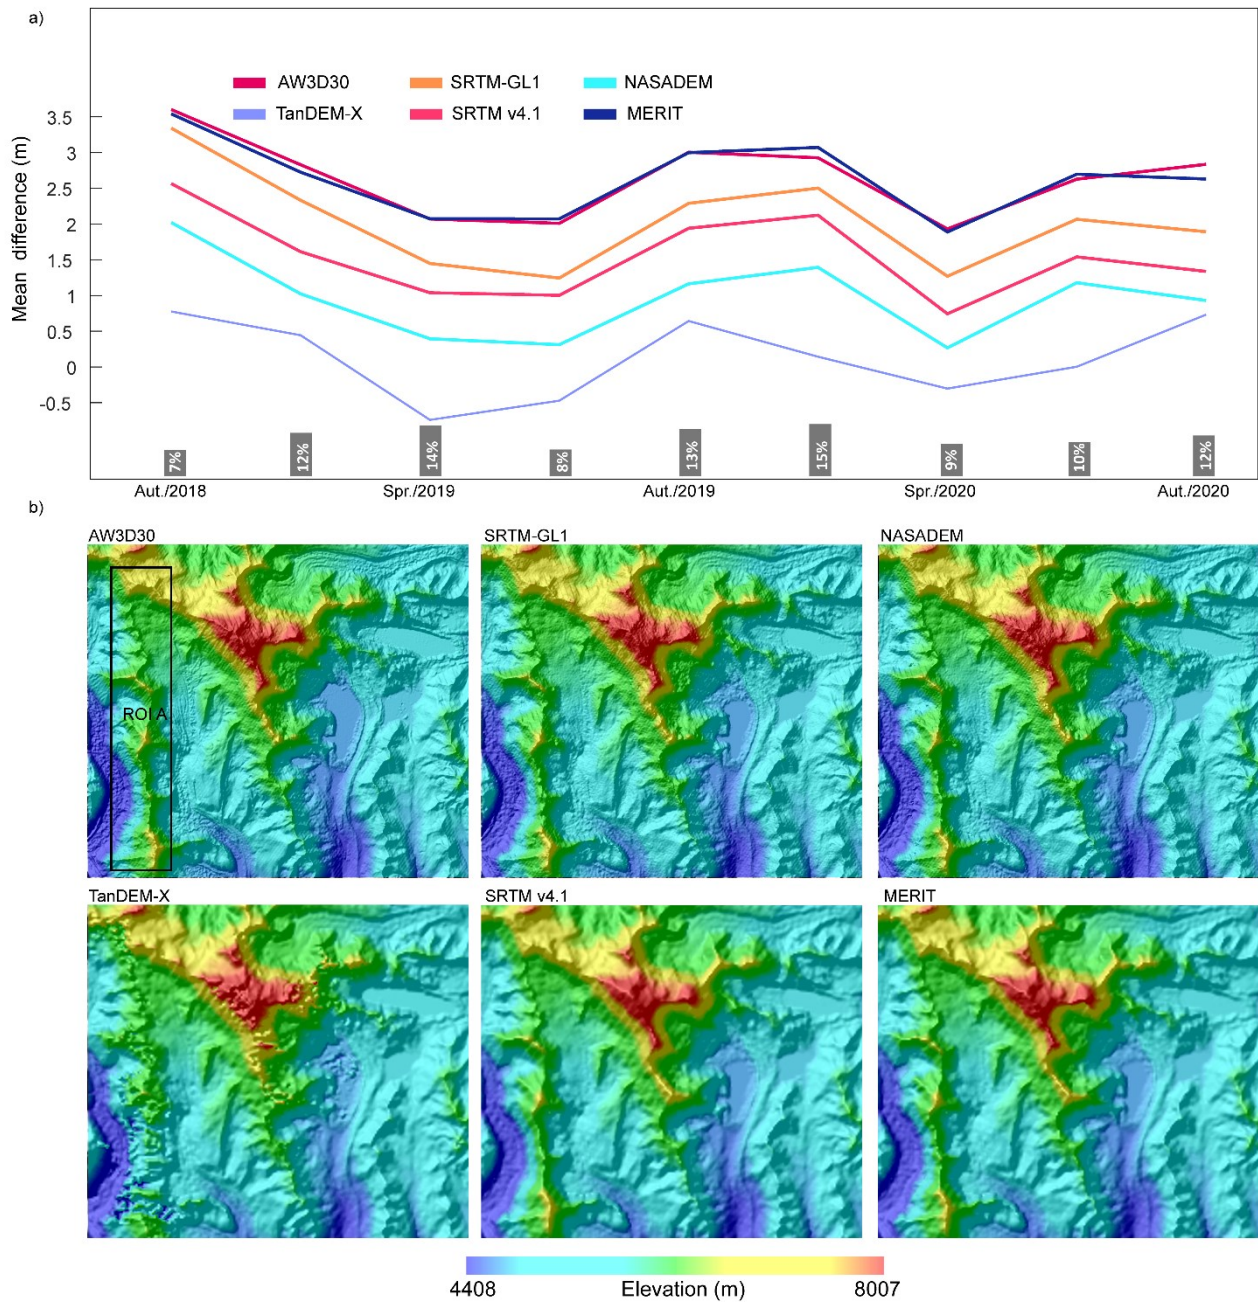 a)
AW3D30 SRTM-GL1 NASADEM
TanDEM-X SRTM v4.1 MERIT
Mean difference (m)
3.5
3
2.5
2
1.5
1
0.5
0
-0.5
7% 12% 14% 8% 13% 15% 9% 10% 12%
Aut./2018 Spr./2019 Aut./2019 Spr./2020 Aut./2020
b)
AW3D30 SRTM-GL1 NASADEM
ROI A
TanDEM-X SRTM v4.1 MERIT
4408 Elevation (m) 8007